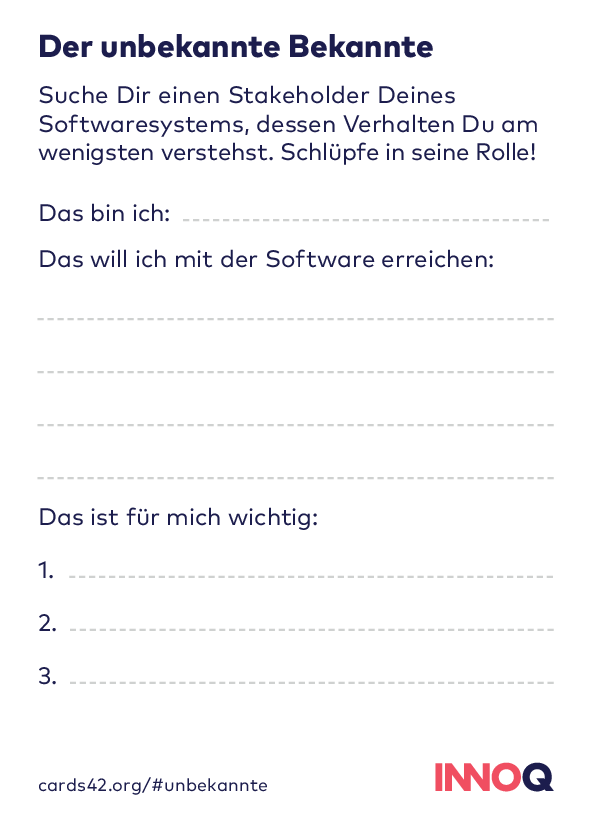 Der unbekannte Bekannte
Suche Dir einen Stakeholder Deines
Softwaresystems, dessen Verhalten Du am
wenigsten verstehst. Schlüpfe in seine Rolle!
Das bin ich:
Das will ich mit der Software erreichen:
Das ist für mich wichtig:
1.
2.
3.
cards42.org/#unbekannte
INNOQ